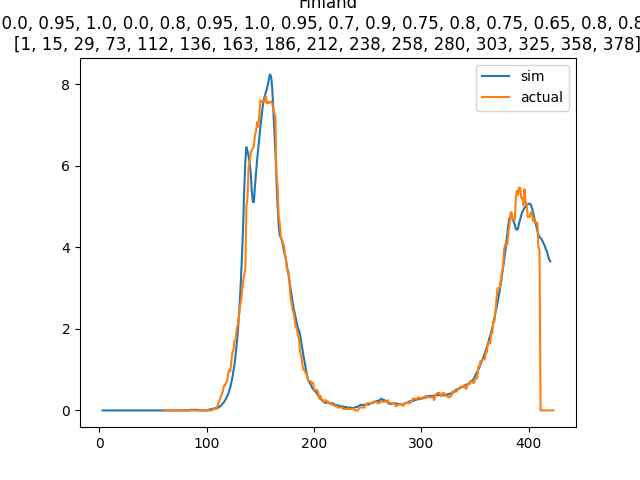 Finland
0.0, 0.95, 1.0, 0.0, 0.8, 0.95, 1.0, 0.95, 0.7, 0.9, 0.75, 0.8, 0.75, 0.65, 0.8, 0.8
[1, 15, 29, 73, 112, 136, 163, 186, 212, 238, 258, 280, 303, 325, 358, 378]
sim
actual
8
6
4
2
0
0 100 200 300 400